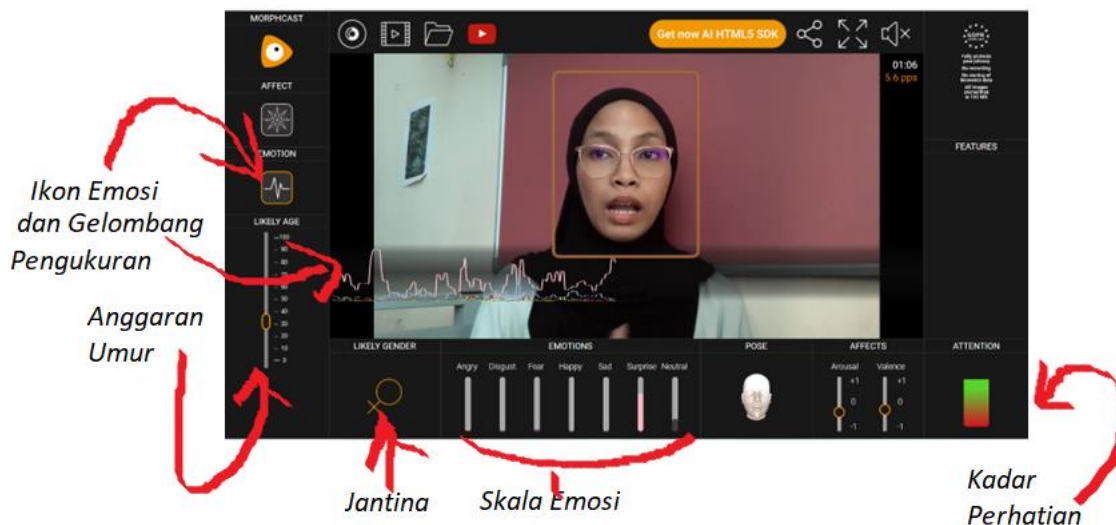 MORPHCAST
Get now AI HTML5 SDK
01:06
5.6 pps
GDPR
AFFECT
EMOTION
FEATURES
Ikon Emosi
dan Gelombang
Pengukuran
LIKELY AGE
100
90
80
70
60
50
40
30
20
10
0
Anggaran
Umur
LIKELY GENDER
EMOTIONS
POSE
AFFECTS
ATTENTION
Angry Disgust Fear Happy Sad Surprise Neutral
Arousal Valence
+1 +1
0 0
-1 -1
Jantina
Skala Emosi
Kadar
Perhatian